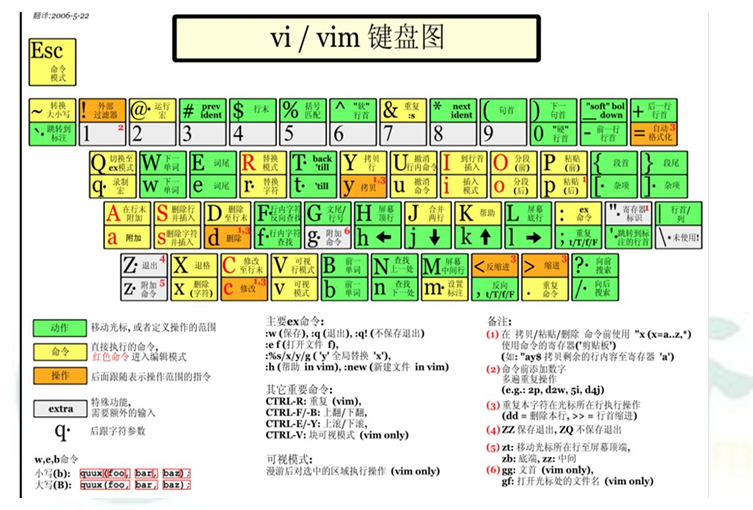 翻译:2006-5-22
vi / vim 键盘图
Esc 命令模式
~ 转换大小写 ! 外部过滤器 @· 运行宏 # prev ident $ 行末 % 括号匹配 ^ "软"行首 & 重复 :s * next ident ( 句首 ) 下一句首 "soft" bol down + 后一行行首
`· 跳转到标注 1 2 2 3 4 5 6 7 8 9 0 "硬"行首 - 前一行行首 = 自动格式化 3
Q 切换至ex模式 W 下一单词 E 词尾 R 替换模式 T· back 'till Y 拷贝行 U 撤消行内命令 I 到行首插入 O 分段(前) P 粘贴(前) { 段首 } 段尾
q· 录制宏 w 下一单词 e 词尾 r· 替换字符 t· 'till y 拷贝 1,3 u 撤消命令 i 插入模式 o 分段(后) p 粘贴(后) 1 [· 杂项 ]· 杂项
A 在行末附加 S 删除行并插入 D 删除至行末 F· 行内字符反向查找 G 文尾/行号 H 屏幕顶行 J 合并两行 K 帮助 L 屏幕底行 : ex命令 "· 寄存器标识 1 | 行首/列
a 附加 s 删除字符并插入 d 删除 1,3 f· 行内字符查找 g· 附加命令 6 h ← j ↓ k ↑ l → ; 重复 t/T/f/F '· 跳转到标注的行首 \· 未使用!
Z· 退出 4 X 退格 C 修改至行末 V 可视行模式 B 前一单词 N 查找上一处 M 屏幕中间行 < 反缩进 3 > 缩进 3 ?· 向前搜索
z· 附加命令 5 x 删除(字符) c 修改 1,3 v 可视模式 b 前一单词 n 查找下一处 m· 设置标注 , 反向 t/T/f/F . 重复命令 /· 向后搜索
动作 移动光标, 或者定义操作的范围
命令 直接执行的命令,
红色命令进入编辑模式
操作 后面跟随表示操作范围的指令
extra 特殊功能,
需要额外的输入
q· 后跟字符参数
w,e,b命令
小写(b): quux(foo, bar, baz);
大写(B): quux(foo, bar, baz);
主要ex命令:
:w (保存), :q (退出), :q! (不保存退出)
:e f (打开文件 f),
:%s/x/y/g ( 'y' 全局替换 'x'),
:h (帮助 in vim), :new (新建文件 in vim)
其它重要命令:
CTRL-R: 重复 (vim),
CTRL-F/-B: 上翻/下翻,
CTRL-E/-Y: 上滚/下滚,
CTRL-V: 块可视模式 (vim only)
可视模式:
漫游后对选中的区域执行操作 (vim only)
备注:
(1) 在 拷贝/粘贴/删除 命令前使用 "x (x=a..z,*)
使用命令的寄存器('剪贴板')
(如: "ay$ 拷贝剩余的行内容至寄存器 'a')
(2) 命令前添加数字
多遍重复操作
(e.g.: 2p, d2w, 5i, d4j)
(3) 重复本字符在光标所在行执行操作
(dd = 删除本行, >> = 行首缩进)
(4) ZZ 保存退出, ZQ 不保存退出
(5) zt: 移动光标所在行至屏幕顶端,
zb: 底端, zz: 中间
(6) gg: 文首 (vim only),
gf: 打开光标处的文件名 (vim only)